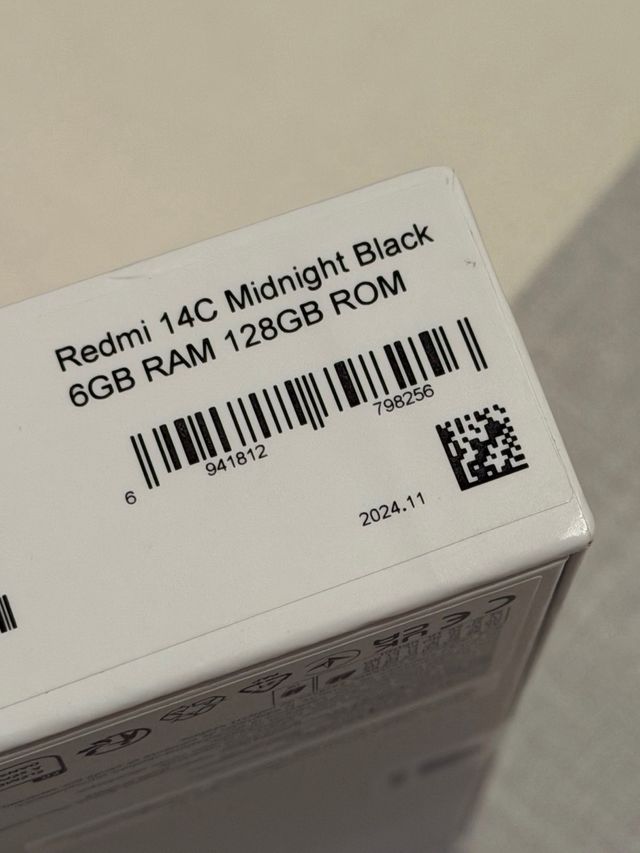 Redmi 14C Midnight Black
6GB RAM 128GB ROM
6 941812 798256
2024.11